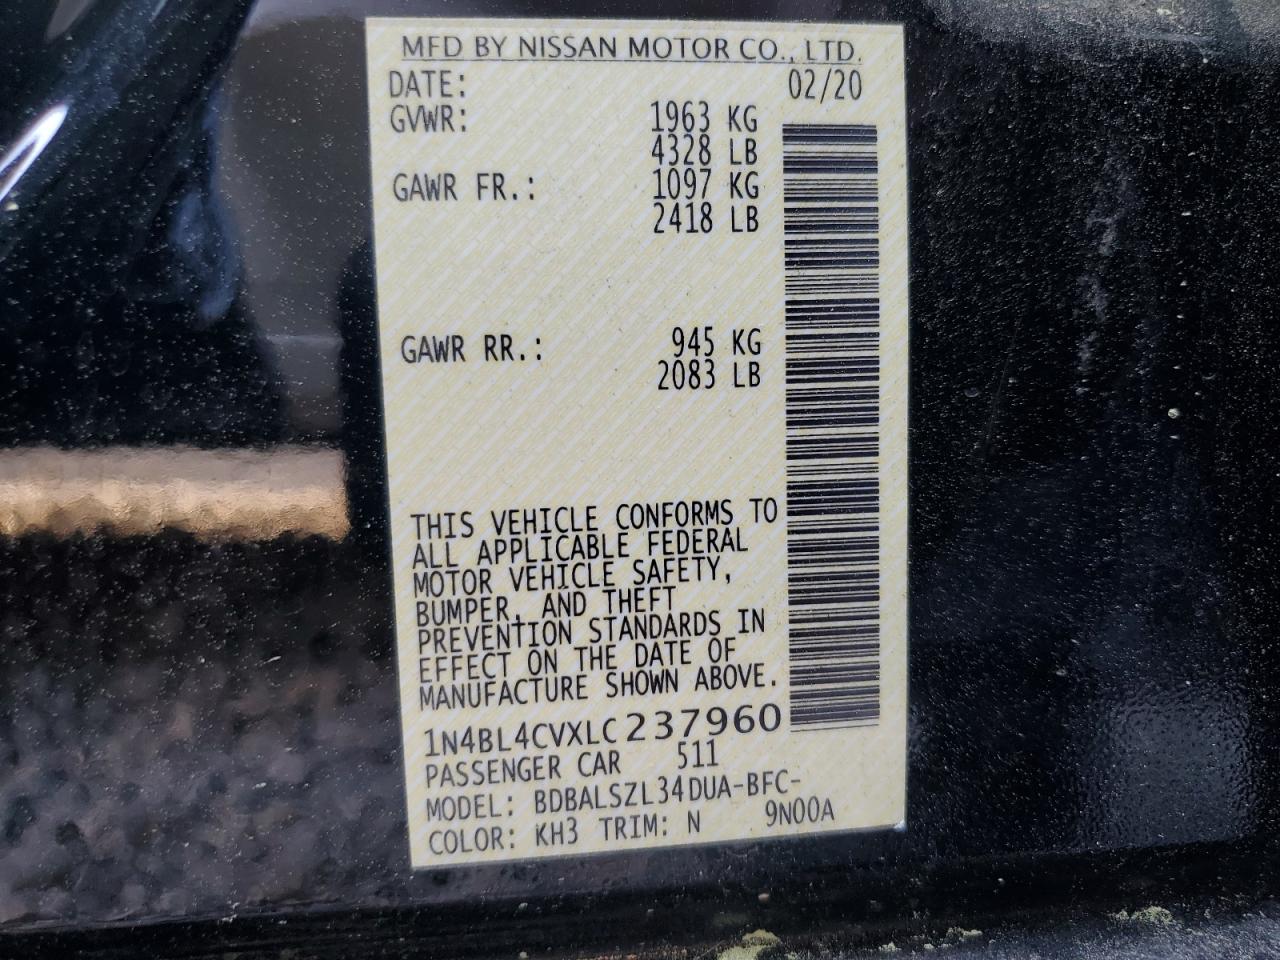 MFD BY NISSAN MOTOR CO., LTD.
DATE: 02/20
GVWR: 1963 KG
4328 LB
GAWR FR.: 1097 KG
2418 LB
GAWR RR.: 945 KG
2083 LB
THIS VEHICLE CONFORMS TO
ALL APPLICABLE FEDERAL
MOTOR VEHICLE SAFETY,
BUMPER, AND THEFT
PREVENTION STANDARDS IN
EFFECT ON THE DATE OF
MANUFACTURE SHOWN ABOVE.
1N4BL4CVXLC237960
PASSENGER CAR 511
MODEL: BDBALSZL34DUA-BFC-
COLOR: KH3 TRIM: N 9N00A